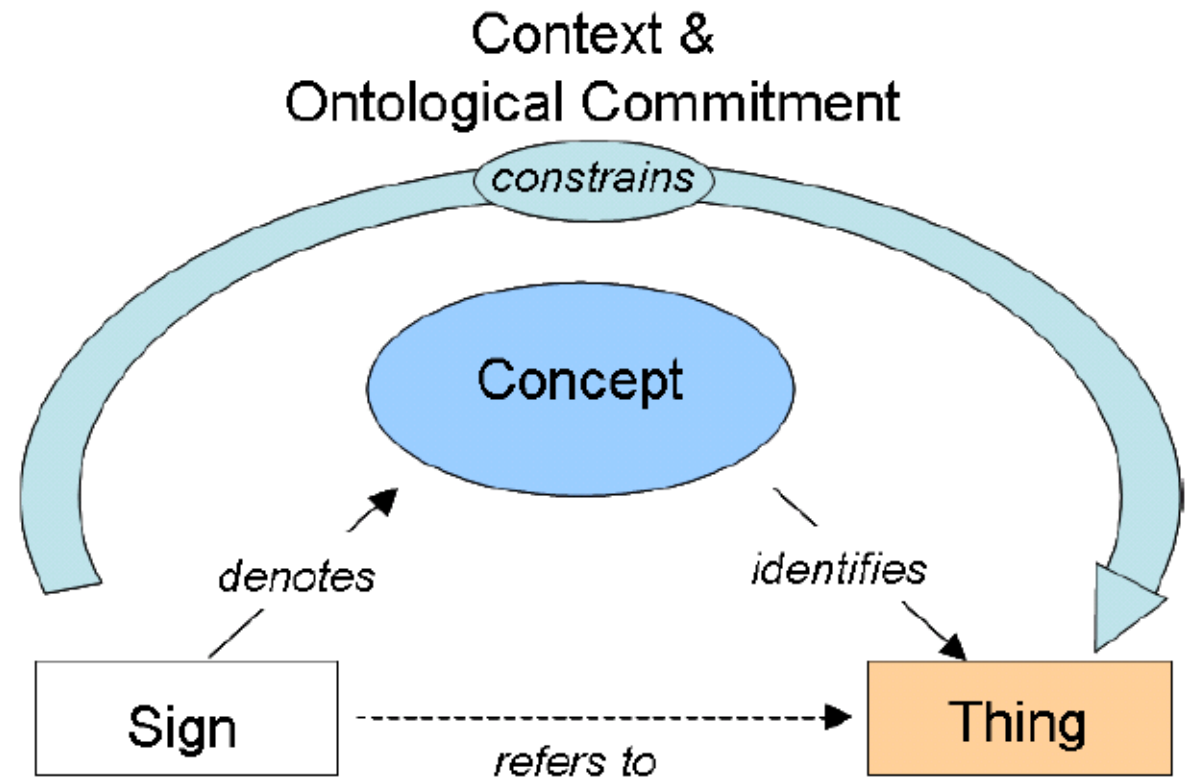 Context &
Ontological Commitment
constrains
Concept
denotes
identifies
Sign
Thing
refers to